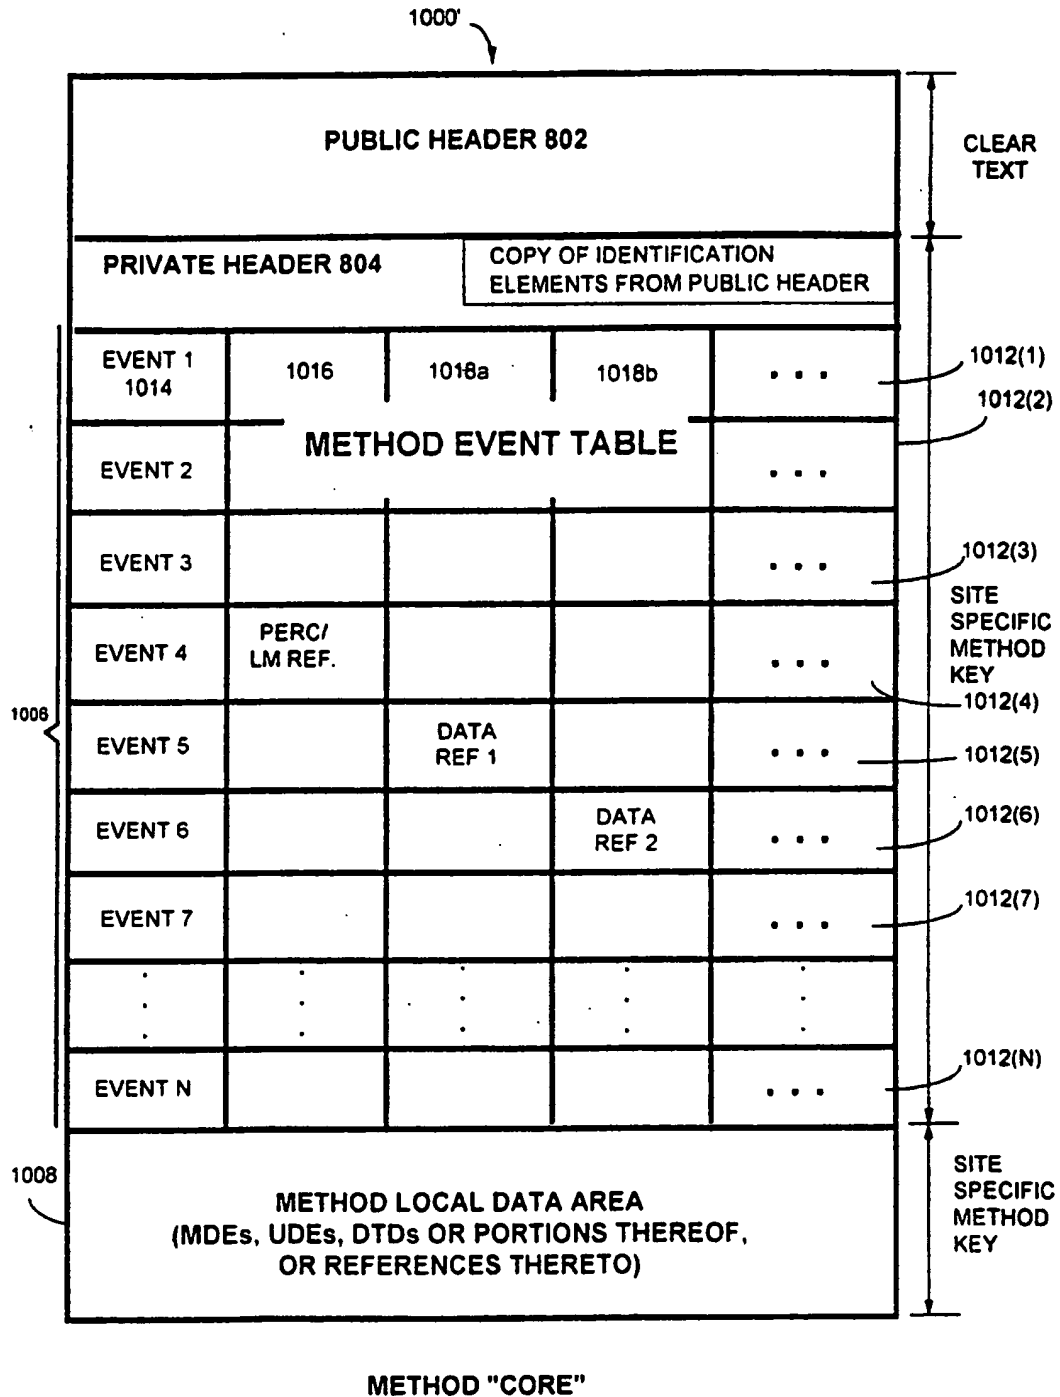 1000'
PUBLIC HEADER 802
CLEAR
TEXT
PRIVATE HEADER 804
COPY OF IDENTIFICATION
ELEMENTS FROM PUBLIC HEADER
EVENT 1
1014
1016
1018a
1018b
. . .
1012(1)
1012(2)
METHOD EVENT TABLE
EVENT 2
. . .
EVENT 3
. . .
1012(3)
SITE
SPECIFIC
METHOD
KEY
EVENT 4
PERC/
LM REF.
. . .
1012(4)
1006
EVENT 5
DATA
REF 1
. . .
1012(5)
EVENT 6
DATA
REF 2
. . .
1012(6)
EVENT 7
. . .
1012(7)
EVENT N
. . .
1012(N)
1008
METHOD LOCAL DATA AREA
(MDEs, UDEs, DTDs OR PORTIONS THEREOF,
OR REFERENCES THERETO)
SITE
SPECIFIC
METHOD
KEY
METHOD "CORE"